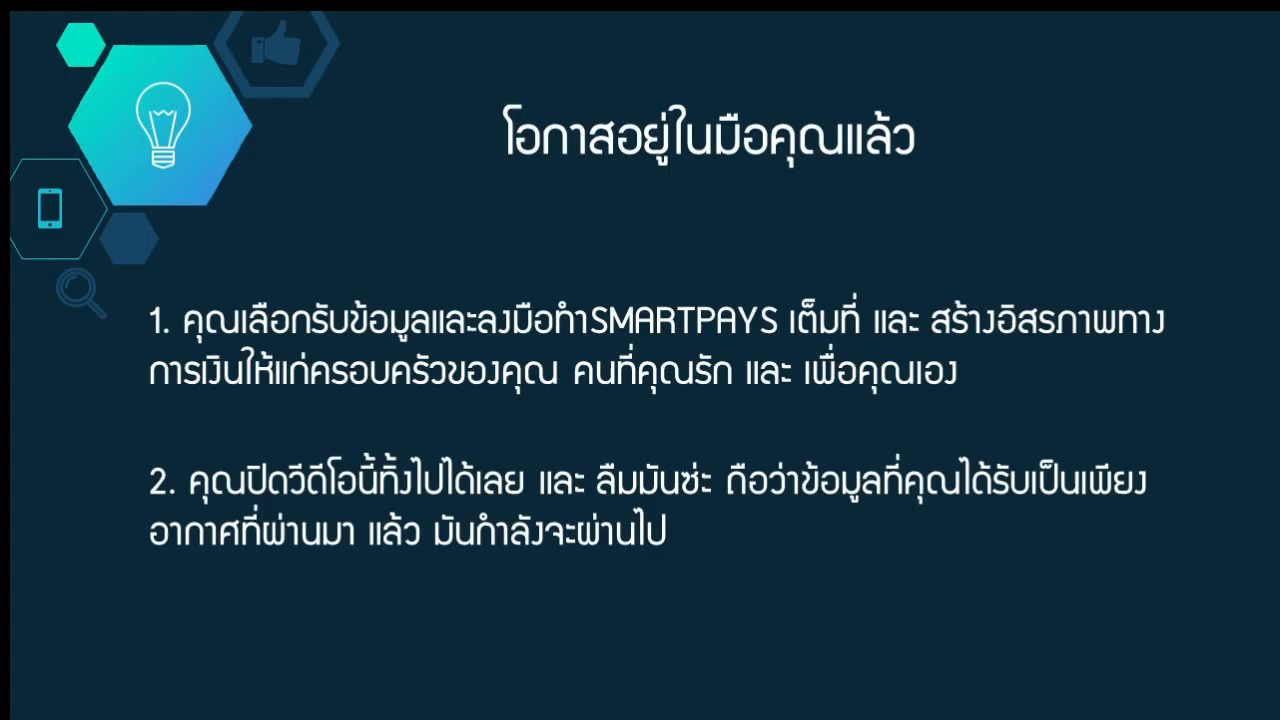 โอกาสอยู่ในมือคุณแล้ว
1. คุณเลือกรับข้อมูลและลงมือทำSMARTPAYS เต็มที่ และ สร้างอิสรภาพทาง
การเงินให้แก่ครอบครัวของคุณ คนที่คุณรัก และ เพื่อคุณเอง
2. คุณปิดวีดีโอนี้ทิ้งไปได้เลย และ ลืมมันซ่ะ ถือว่าข้อมูลที่คุณได้รับเป็นเพียง
อากาศที่ผ่านมา แล้ว มันกำลังจะผ่านไป